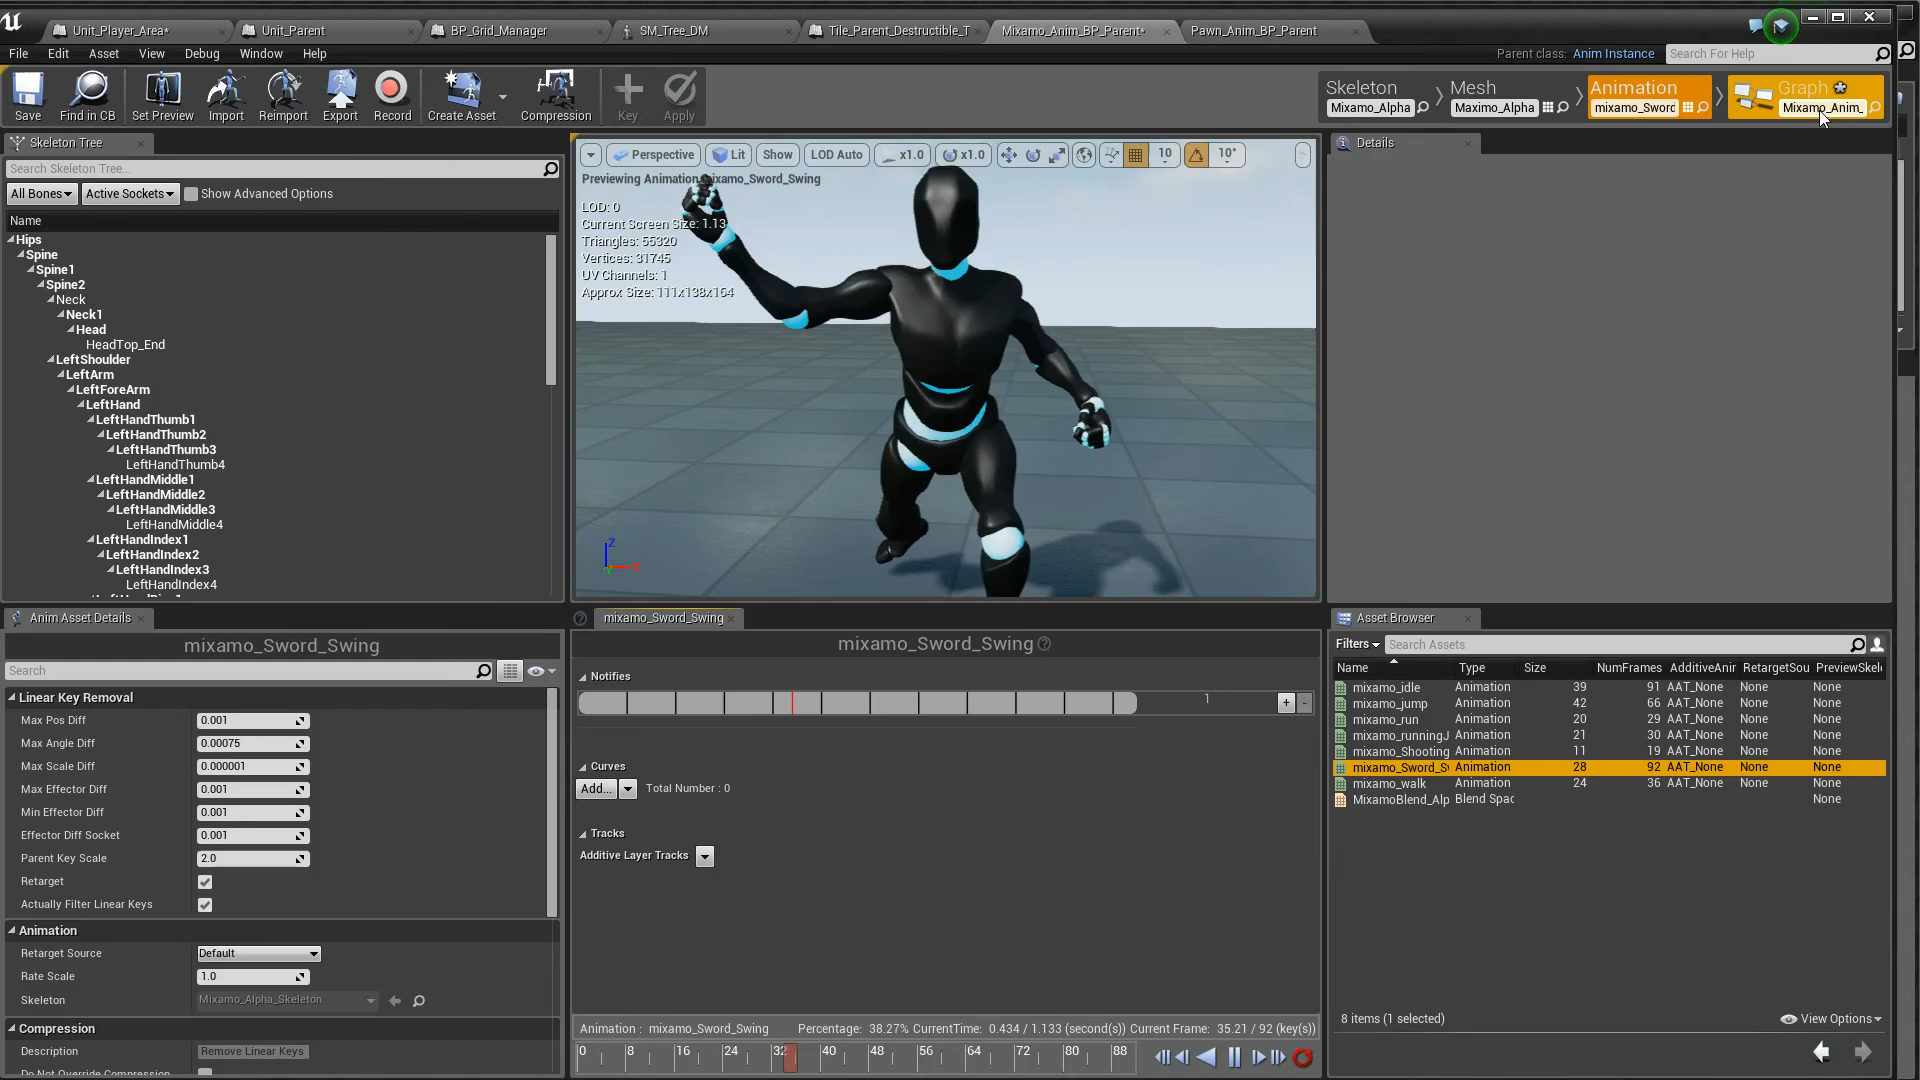 Unit_Player_Area*
Unit_Parent
BP_Grid_Manager
SM_Tree_DM
Tile_Parent_Destructible_T
Mixamo_Anim_BP_Parent*
Pawn_Anim_BP_Parent
File Edit Asset View Debug Window Help
Parent class: Anim Instance
Search For Help
Save
Find in CB
Set Preview
Import
Reimport
Export
Record
Create Asset
Compression
Key
Apply
Skeleton
Mixamo_Alpha
Mesh
Maximo_Alpha
Animation
mixamo_Sword
Graph
Mixamo_Anim_
Skeleton Tree
Search Skeleton Tree...
All Bones
Active Sockets
Show Advanced Options
Name
Hips
Spine
Spine1
Spine2
Neck
Neck1
Head
HeadTop_End
LeftShoulder
LeftArm
LeftForeArm
LeftHand
LeftHandThumb1
LeftHandThumb2
LeftHandThumb3
LeftHandThumb4
LeftHandMiddle1
LeftHandMiddle2
LeftHandMiddle3
LeftHandMiddle4
LeftHandIndex1
LeftHandIndex2
LeftHandIndex3
LeftHandIndex4
Perspective
Lit
Show
LOD Auto
x1.0
x1.0
10
10°
Previewing Animation mixamo_Sword_Swing
LOD: 0
Current Screen Size: 1.13
Triangles: 55320
Vertices: 31745
UV Channels: 1
Approx Size: 111x138x164
Z
X
Details
Anim Asset Details
mixamo_Sword_Swing
Search
Linear Key Removal
Max Pos Diff 0.001
Max Angle Diff 0.00075
Max Scale Diff 0.000001
Max Effector Diff 0.001
Min Effector Diff 0.001
Effector Diff Socket 0.001
Parent Key Scale 2.0
Retarget
Actually Filter Linear Keys
Animation
Retarget Source Default
Rate Scale 1.0
Skeleton Mixamo_Alpha_Skeleton
Compression
Description Remove Linear Keys
Do Not Override Compression
mixamo_Sword_Swing
mixamo_Sword_Swing
Notifies
1
+ -
Curves
Add... Total Number : 0
Tracks
Additive Layer Tracks
Animation : mixamo_Sword_Swing Percentage: 38.27% CurrentTime: 0.434 / 1.133 (second(s)) Current Frame: 35.21 / 92 (key(s))
0 8 16 24 32 40 48 56 64 72 80 88
Asset Browser
Filters
Search Assets
Name Type Size NumFrames AdditiveAnir RetargetSou PreviewSkel
mixamo_idle Animation 39 91 AAT_None None None
mixamo_jump Animation 42 66 AAT_None None None
mixamo_run Animation 20 29 AAT_None None None
mixamo_runningJ Animation 21 30 AAT_None None None
mixamo_Shooting Animation 11 19 AAT_None None None
mixamo_Sword_S Animation 28 92 AAT_None None None
mixamo_walk Animation 24 36 AAT_None None None
MixamoBlend_Alp Blend Spac None
8 items (1 selected)
View Options